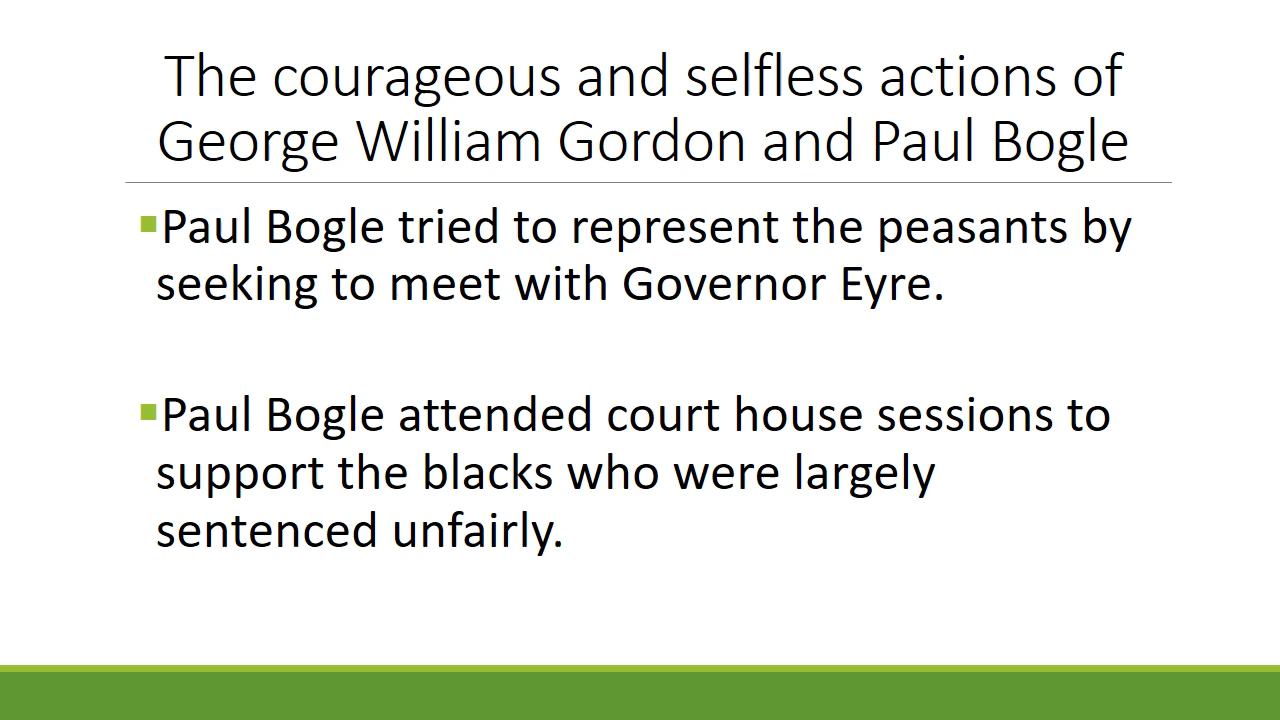 The courageous and selfless actions of
George William Gordon and Paul Bogle
▪Paul Bogle tried to represent the peasants by
seeking to meet with Governor Eyre.
▪Paul Bogle attended court house sessions to
support the blacks who were largely
sentenced unfairly.